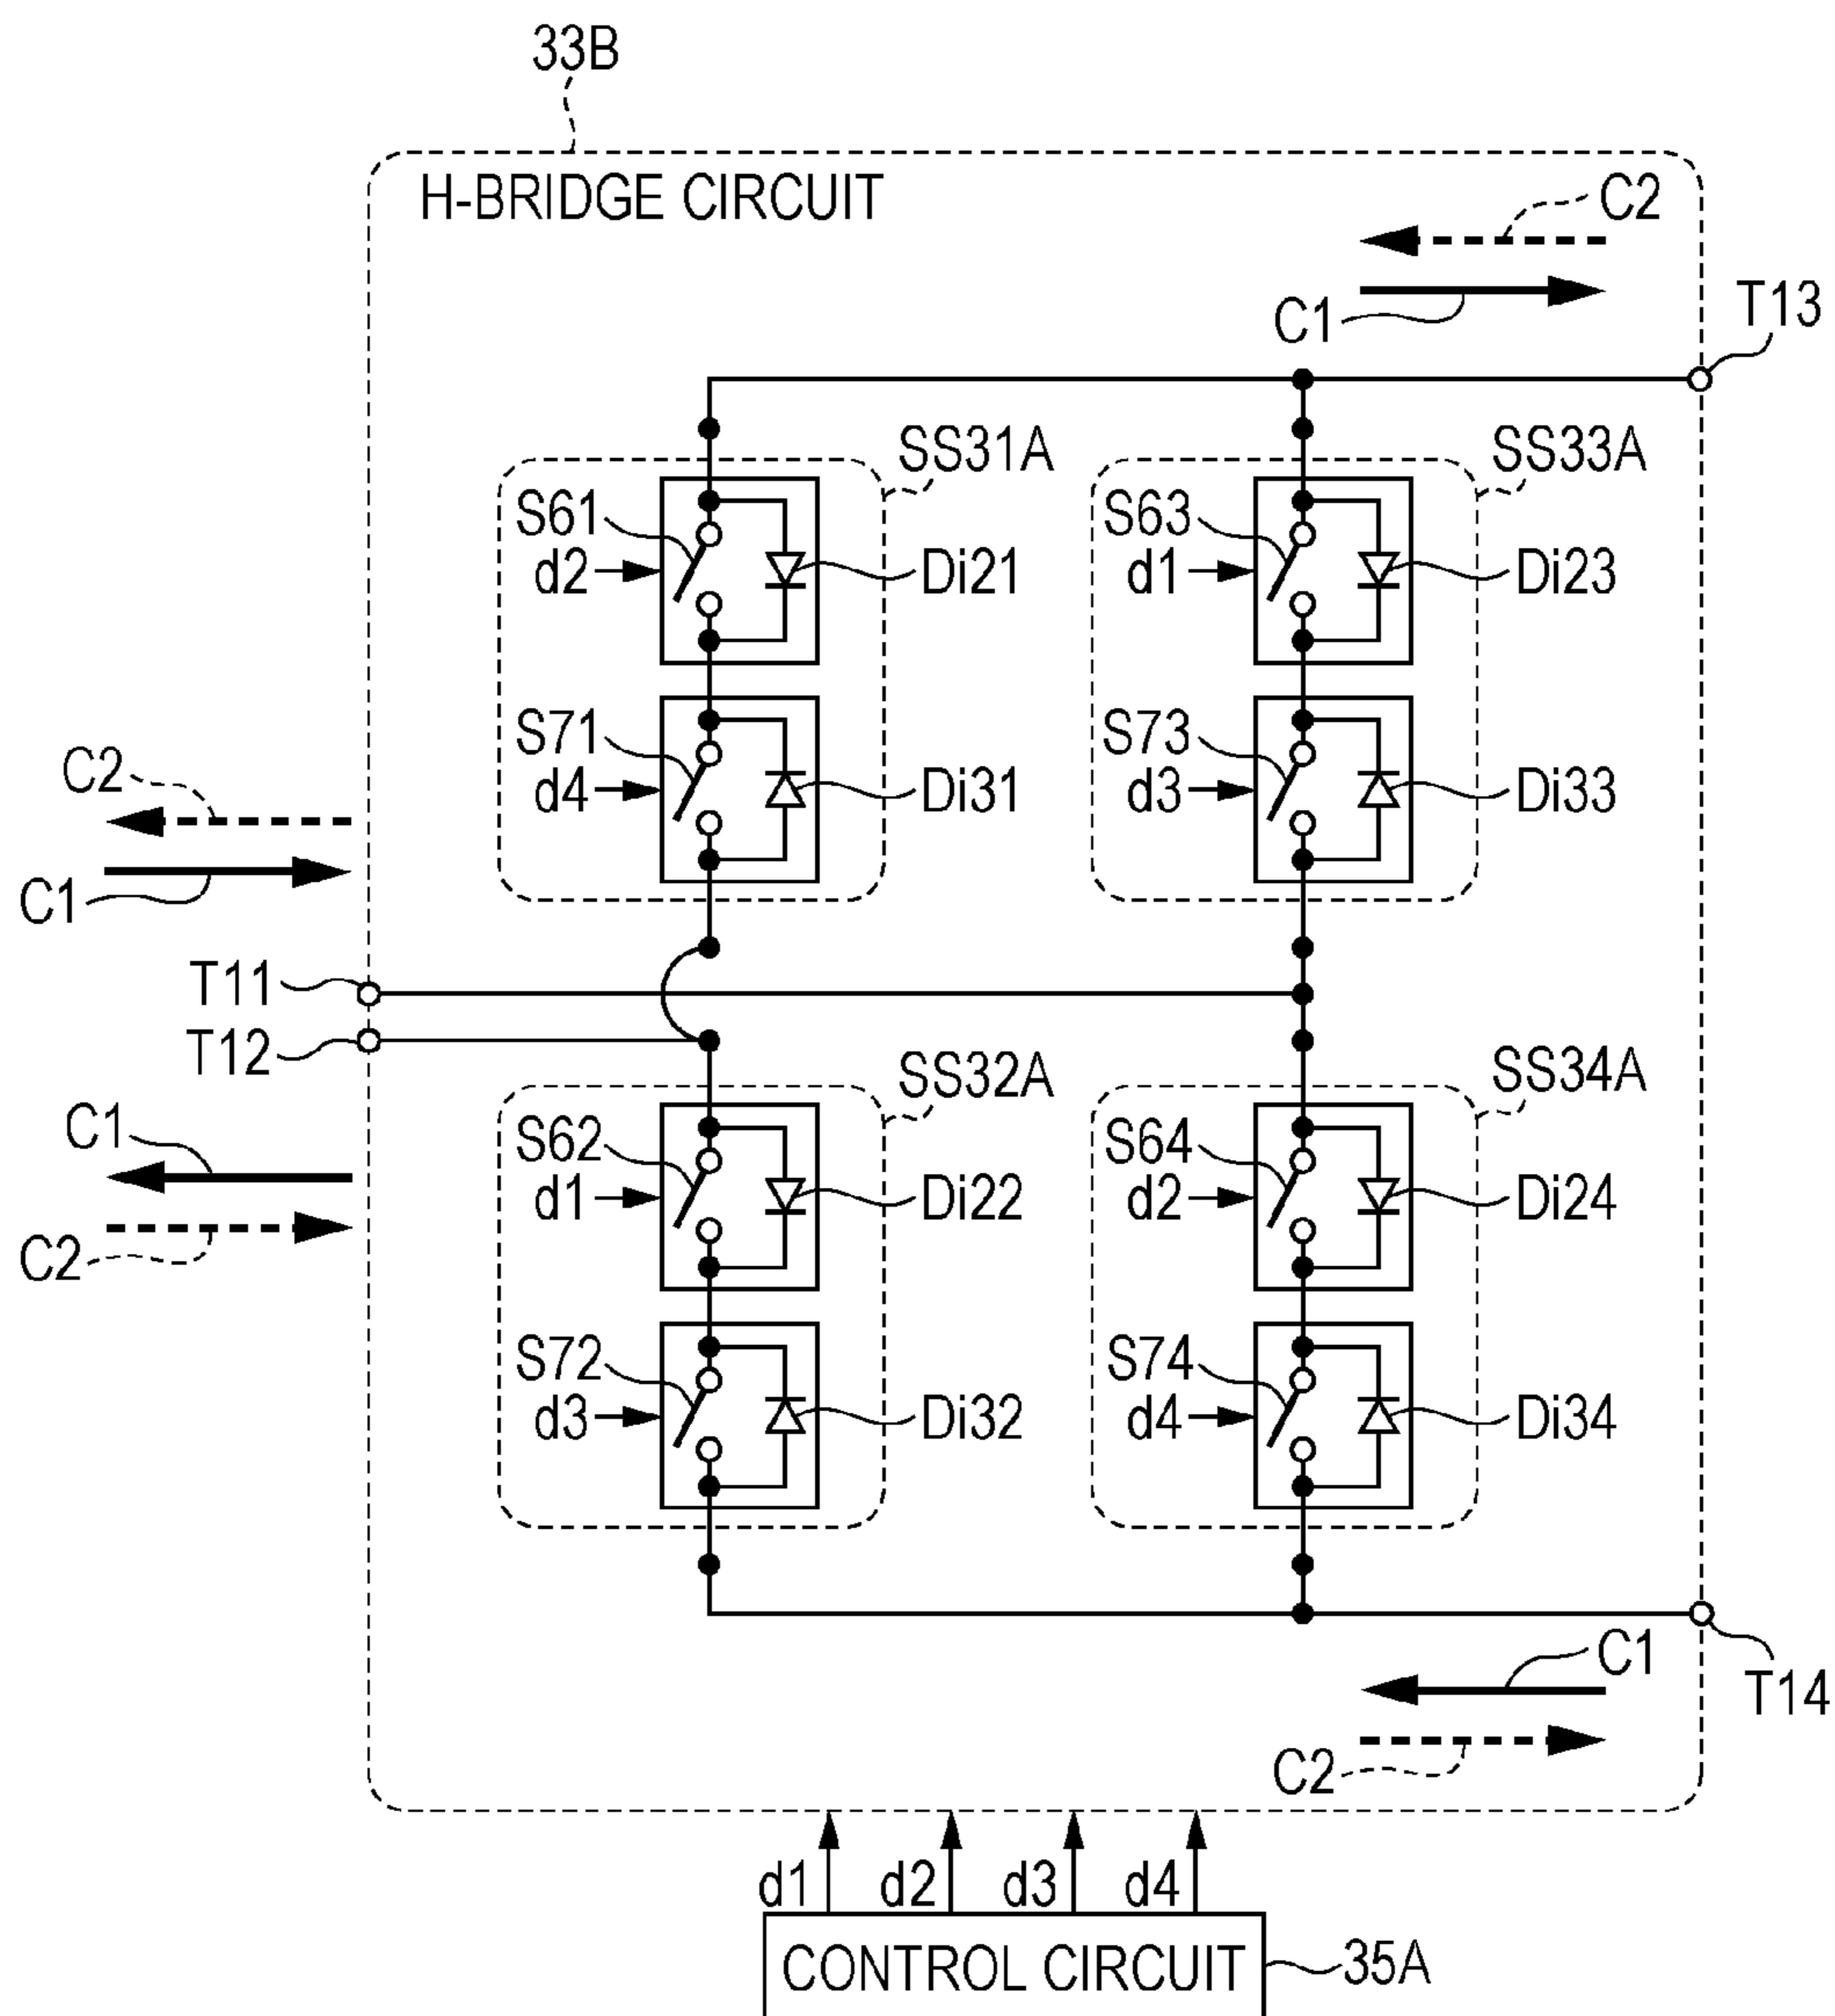 33B
H-BRIDGE CIRCUIT
C2
C1
T13
SS31A
SS33A
S61
d2
Di21
S63
d1
Di23
S71
d4
Di31
S73
d3
Di33
C2
C1
T11
T12
SS32A
SS34A
C1
C2
S62
d1
Di22
S64
d2
Di24
S72
d3
Di32
S74
d4
Di34
C1
T14
C2
d1 d2 d3 d4
CONTROL CIRCUIT
35A